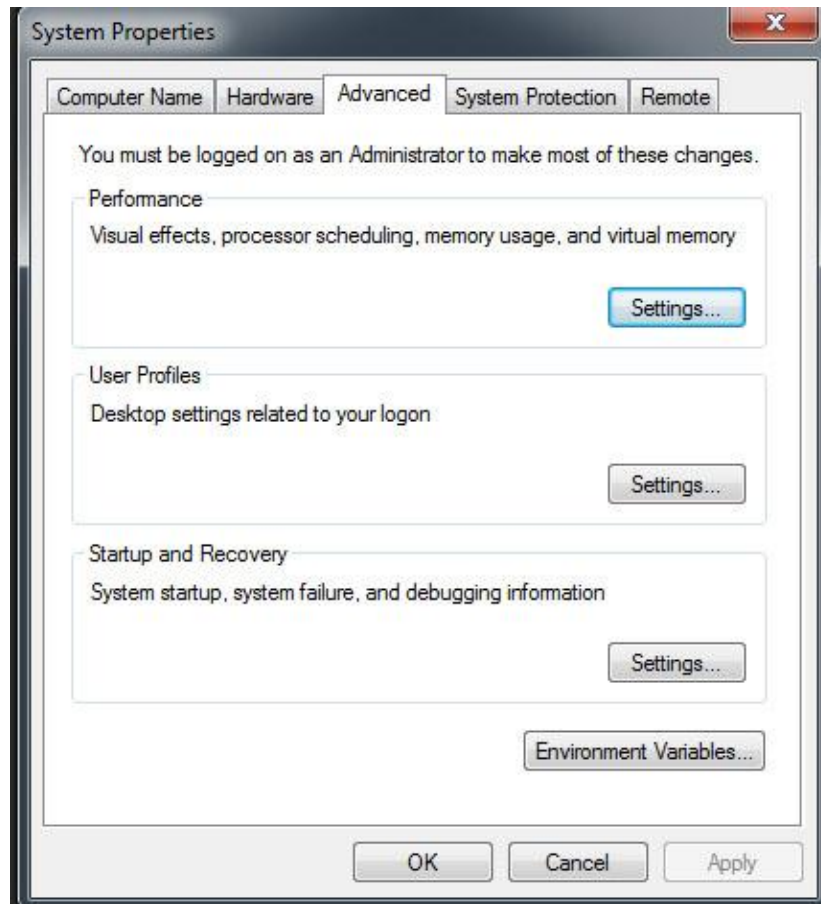 System Properties
Computer Name Hardware Advanced System Protection Remote
You must be logged on as an Administrator to make most of these changes.
Performance
Visual effects, processor scheduling, memory usage, and virtual memory
Settings...
User Profiles
Desktop settings related to your logon
Settings...
Startup and Recovery
System startup, system failure, and debugging information
Settings...
Environment Variables...
OK Cancel Apply